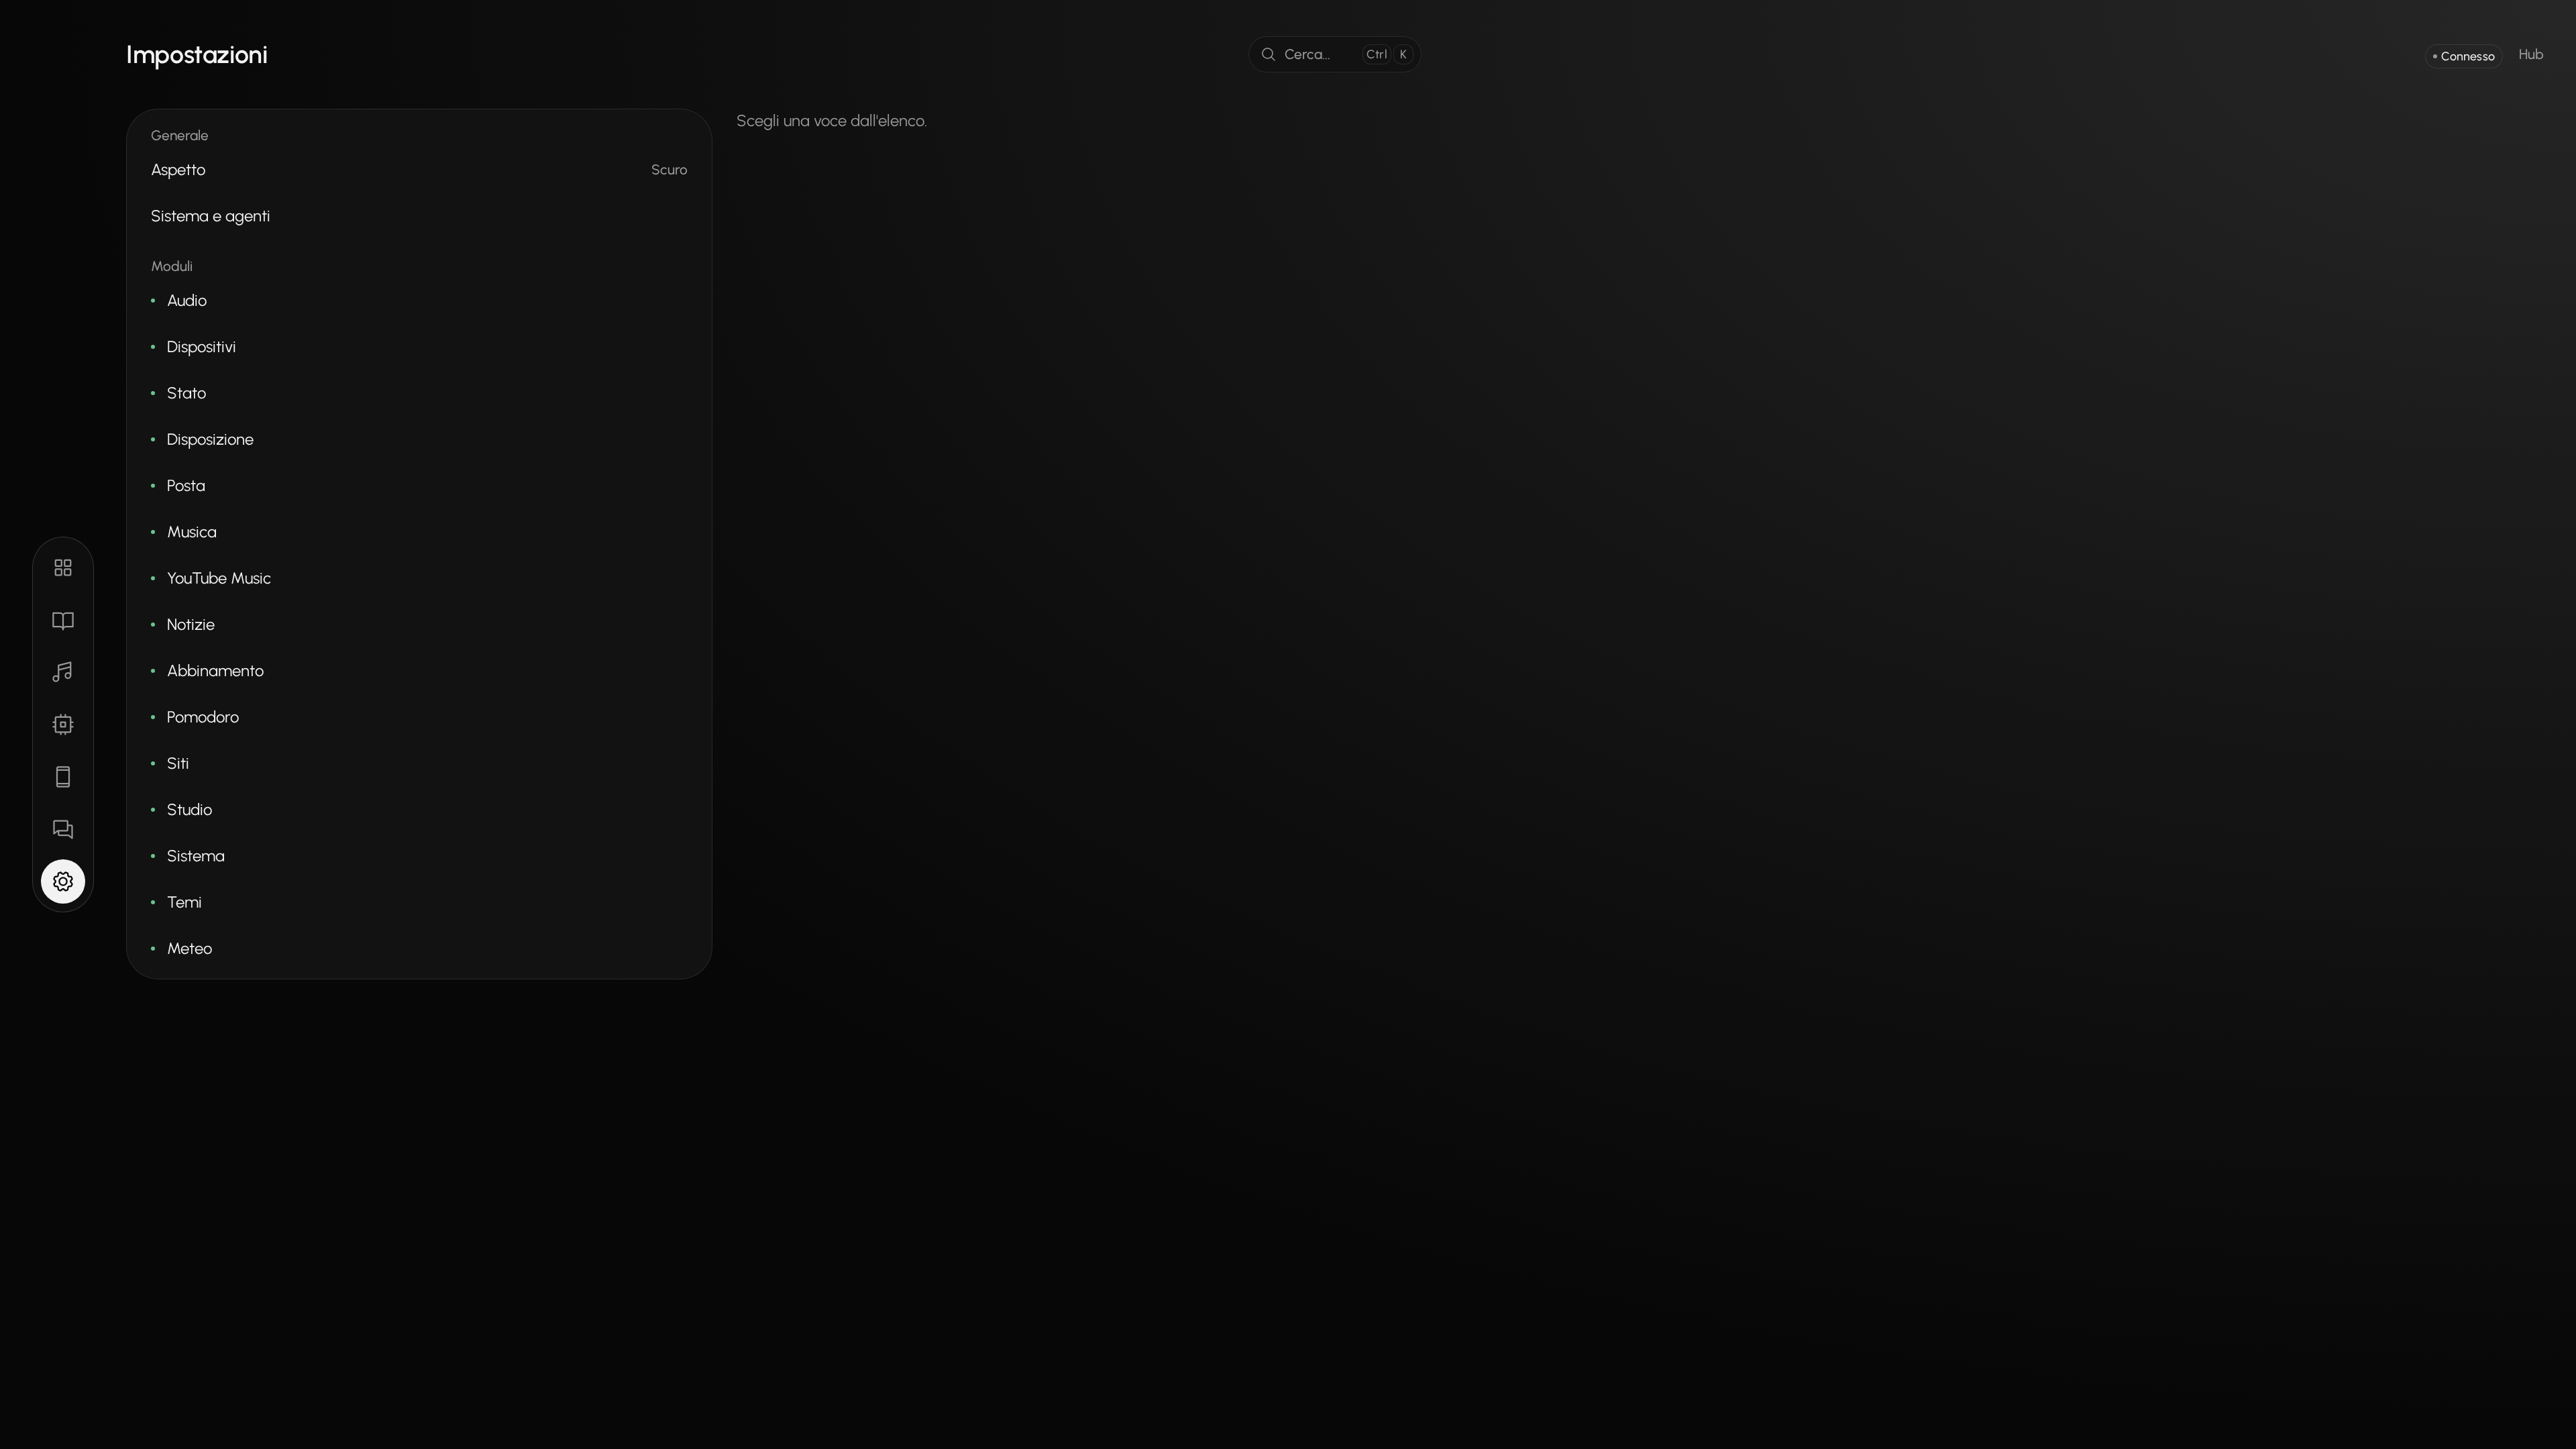 Impostazioni
Cerca...
Ctrl K
Connesso
Hub
Generale
Aspetto
Scuro
Sistema e agenti
Moduli
Audio
Dispositivi
Stato
Disposizione
Posta
Musica
YouTube Music
Notizie
Abbinamento
Pomodoro
Siti
Studio
Sistema
Temi
Meteo
Scegli una voce dall'elenco.